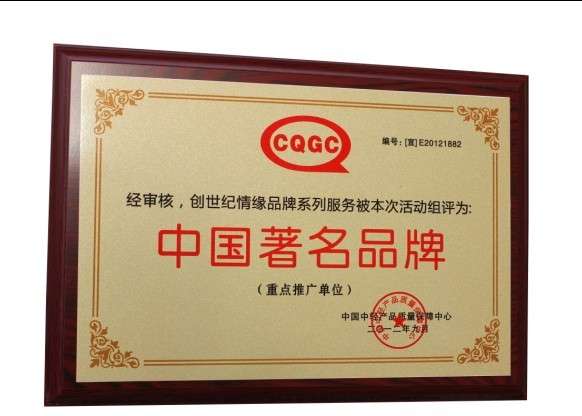 CQGC
编号: [宣]E20121882
经审核，创世纪情缘品牌系列服务被本次活动组评为:
中国著名品牌
（重点推广单位）
中国中轻产品质量保障中心
二〇一二年九月